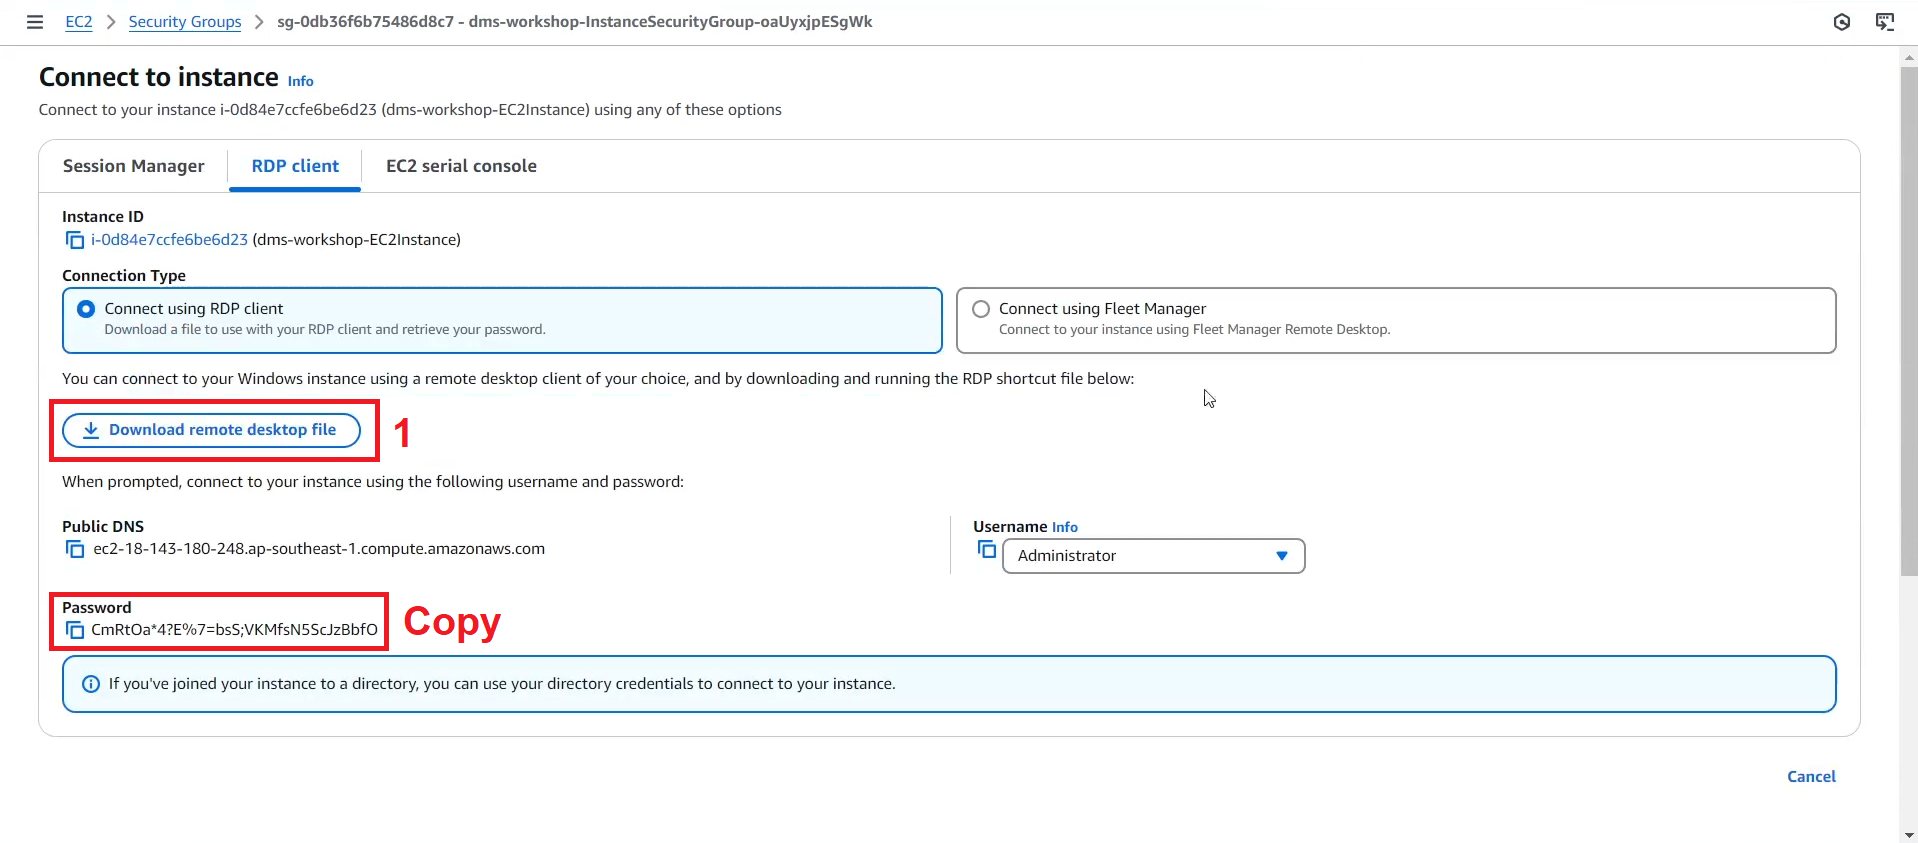 EC2 > Security Groups > sg-0db36f6b75486d8c7 - dms-workshop-InstanceSecurityGroup-oaUyxjpESgWk
Connect to instance Info
Connect to your instance i-0d84e7ccfe6be6d23 (dms-workshop-EC2Instance) using any of these options
Session Manager RDP client EC2 serial console
Instance ID
i-0d84e7ccfe6be6d23 (dms-workshop-EC2Instance)
Connection Type
Connect using RDP client
Download a file to use with your RDP client and retrieve your password.
Connect using Fleet Manager
Connect to your instance using Fleet Manager Remote Desktop.
You can connect to your Windows instance using a remote desktop client of your choice, and by downloading and running the RDP shortcut file below:
Download remote desktop file 1
When prompted, connect to your instance using the following username and password:
Public DNS
ec2-18-143-180-248.ap-southeast-1.compute.amazonaws.com
Username Info
Administrator
Password
CmRtOa*4?E%7=bsS;VKMfsN5ScJzBbfO
Copy
If you've joined your instance to a directory, you can use your directory credentials to connect to your instance.
Cancel